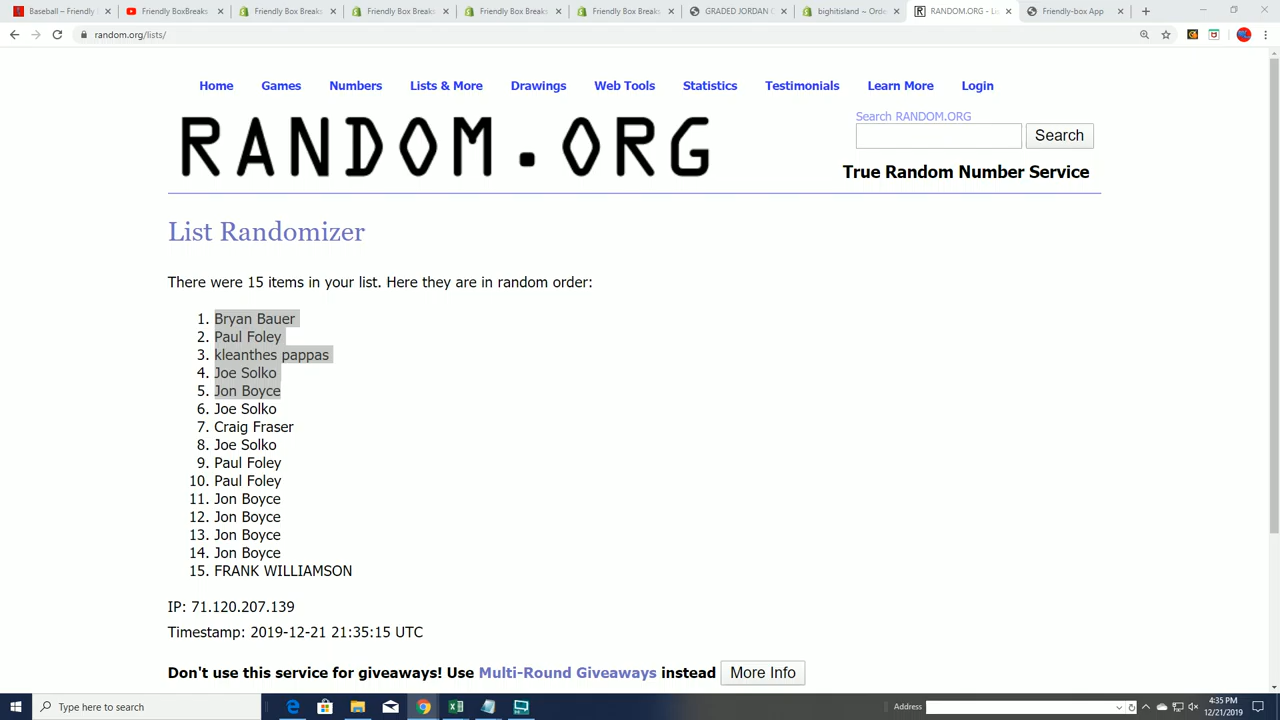 Baseball – Friendly
Friendly BoxBreaks
Friendly Box Breaks
Friendly Box Breaks
Friendly Box Breaks
Friendly Box Breaks
GRADED JORDAN
bighitisland ~ Orde
RANDOM.ORG - Li
Friendly-box App
random.org/lists/
Home Games Numbers Lists & More Drawings Web Tools Statistics Testimonials Learn More Login
RANDOM.ORG
Search RANDOM.ORG
Search
True Random Number Service
List Randomizer
There were 15 items in your list. Here they are in random order:
1. Bryan Bauer
2. Paul Foley
3. kleanthes pappas
4. Joe Solko
5. Jon Boyce
6. Joe Solko
7. Craig Fraser
8. Joe Solko
9. Paul Foley
10. Paul Foley
11. Jon Boyce
12. Jon Boyce
13. Jon Boyce
14. Jon Boyce
15. FRANK WILLIAMSON
IP: 71.120.207.139
Timestamp: 2019-12-21 21:35:15 UTC
Don't use this service for giveaways! Use Multi-Round Giveaways instead More Info
Type here to search
Address
4:35 PM
12/21/2019